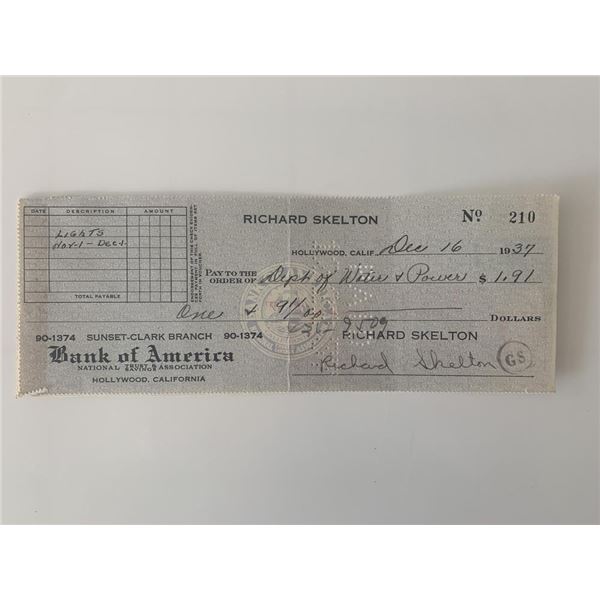 DATE DESCRIPTION AMOUNT
LIGHTS
Nov-1 - Dec-1
TOTAL PAYABLE
RICHARD SKELTON Nº 210
HOLLYWOOD, CALIF. Dec 16 1937
PAY TO THE ORDER OF Dept of Water & Power $ 1.91
One & 91/00 DOLLARS
9509
90-1374 SUNSET-CLARK BRANCH 90-1374
RICHARD SKELTON
Bank of America
NATIONAL TRUST & SAVINGS ASSOCIATION
HOLLYWOOD, CALIFORNIA
Richard Skelton
GS